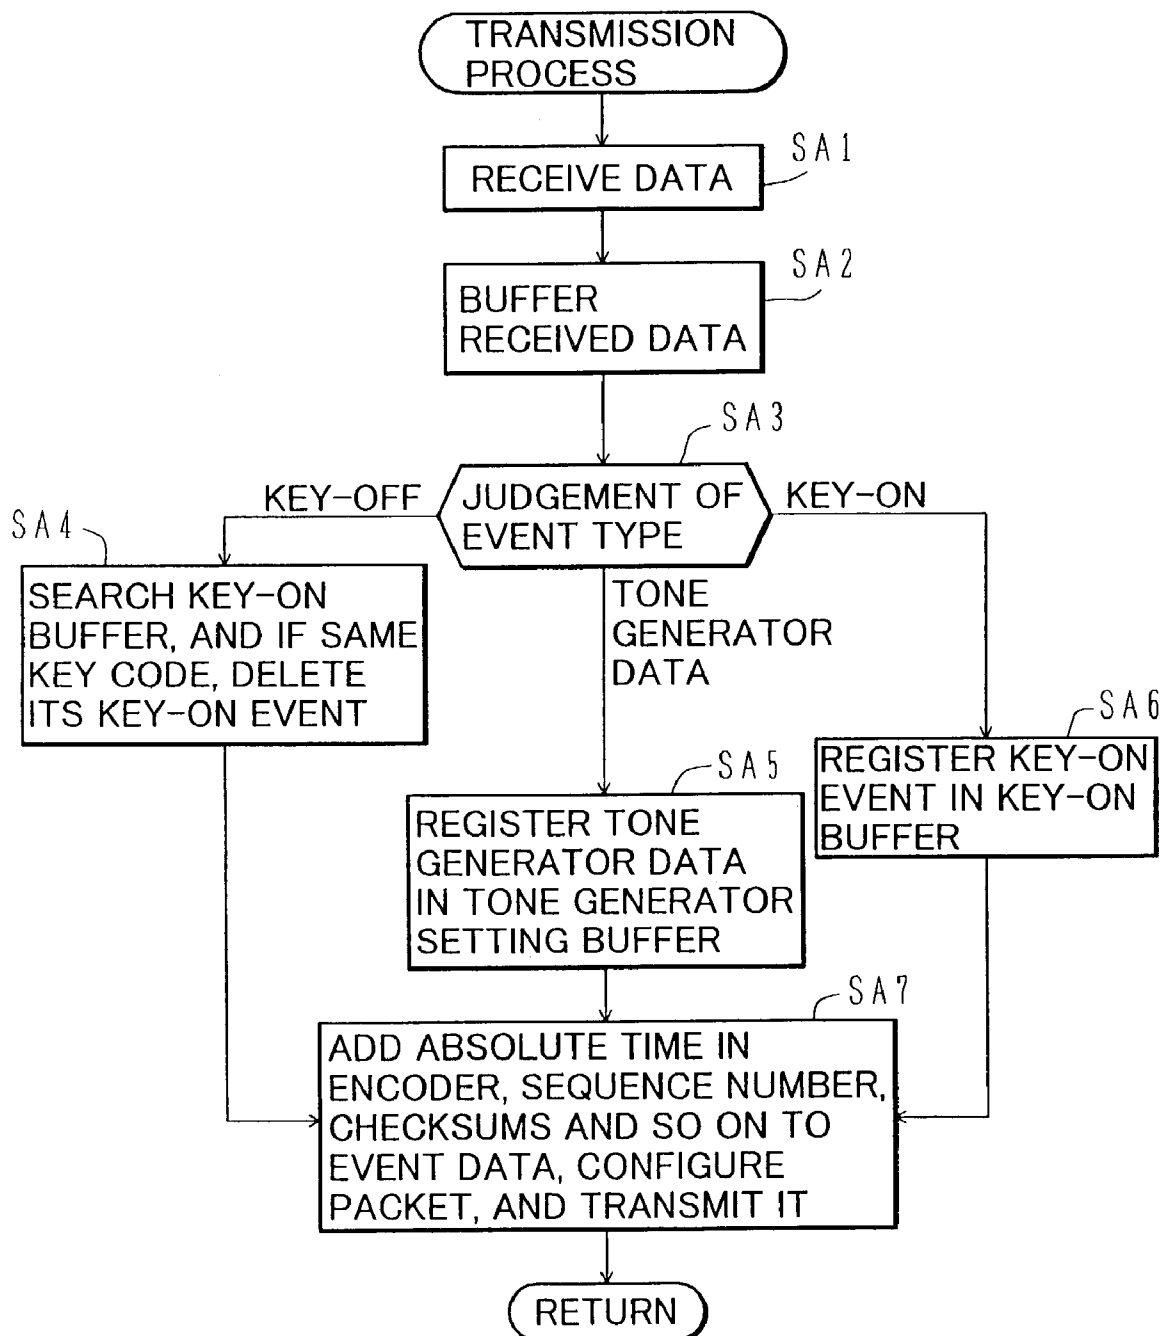 TRANSMISSION
PROCESS
SA1
RECEIVE DATA
SA2
BUFFER
RECEIVED DATA
SA3
KEY-OFF
JUDGEMENT OF
EVENT TYPE
KEY-ON
SA4
SEARCH KEY-ON
BUFFER, AND IF SAME
KEY CODE, DELETE
ITS KEY-ON EVENT
TONE
GENERATOR
DATA
SA6
REGISTER KEY-ON
EVENT IN KEY-ON
BUFFER
SA5
REGISTER TONE
GENERATOR DATA
IN TONE GENERATOR
SETTING BUFFER
SA7
ADD ABSOLUTE TIME IN
ENCODER, SEQUENCE NUMBER,
CHECKSUMS AND SO ON TO
EVENT DATA, CONFIGURE
PACKET, AND TRANSMIT IT
RETURN